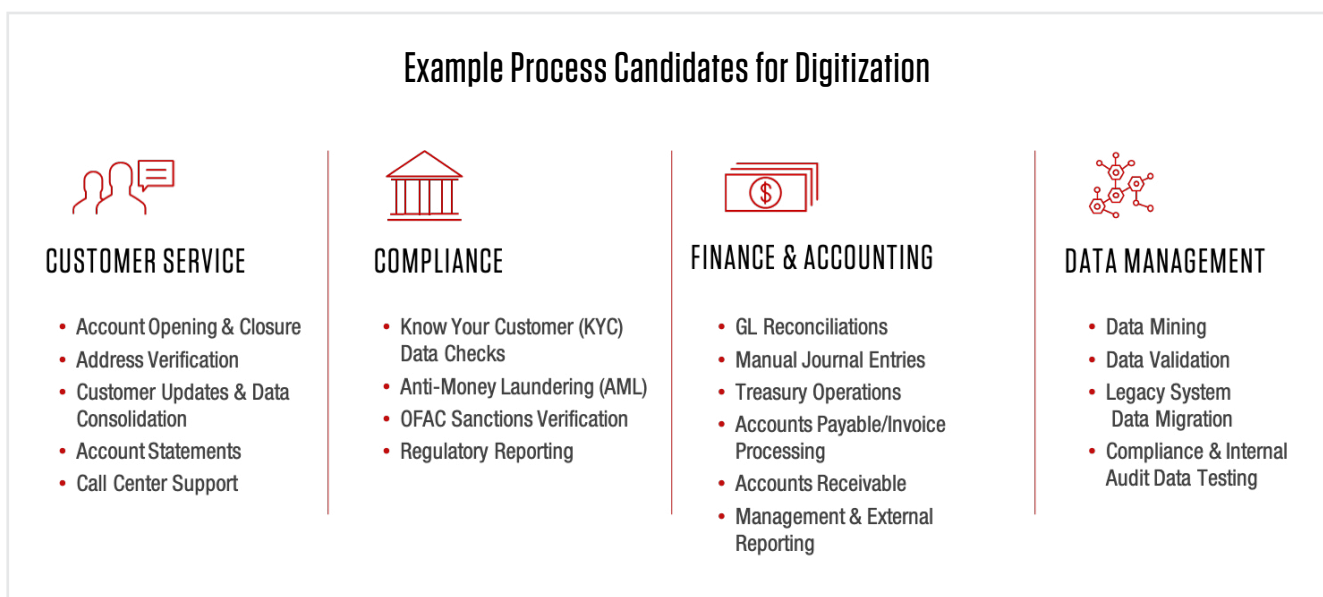 Example Process Candidates for Digitization
CUSTOMER SERVICE
• Account Opening & Closure
• Address Verification
• Customer Updates & Data
Consolidation
• Account Statements
• Call Center Support
COMPLIANCE
• Know Your Customer (KYC)
Data Checks
• Anti-Money Laundering (AML)
• OFAC Sanctions Verification
• Regulatory Reporting
$
FINANCE & ACCOUNTING
• GL Reconciliations
• Manual Journal Entries
• Treasury Operations
• Accounts Payable/Invoice
Processing
• Accounts Receivable
• Management & External
Reporting
DATA MANAGEMENT
• Data Mining
• Data Validation
• Legacy System
Data Migration
• Compliance & Internal
Audit Data Testing